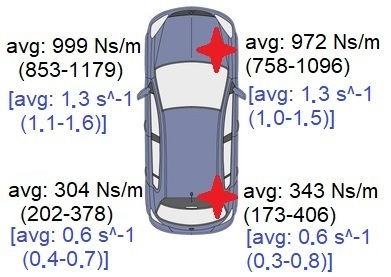 avg: 999 Ns/m
(853-1179)
[avg: 1.3 s^-1
(1.1-1.6)]
avg: 972 Ns/m
(758-1096)
[avg: 1.3 s^-1
(1.0-1.5)]
avg: 304 Ns/m
(202-378)
[avg: 0.6 s^-1
(0.4-0.7)]
avg: 343 Ns/m
(173-406)
[avg: 0.6 s^-1
(0.3-0.8)]